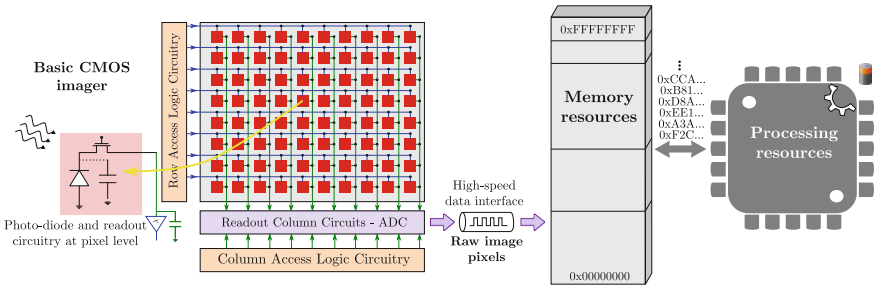 Basic CMOS
imager
Photo-diode and readout
circuitry at pixel level
Row Access Logic Circuitry
Readout Column Circuits - ADC
Column Access Logic Circuitry
High-speed
data interface
Raw image
pixels
0xFFFFFFFF
Memory
resources
0x00000000
0xCCA...
0xB81...
0xD8A...
0xEE1...
0xA3A...
0xF2C...
Processing
resources